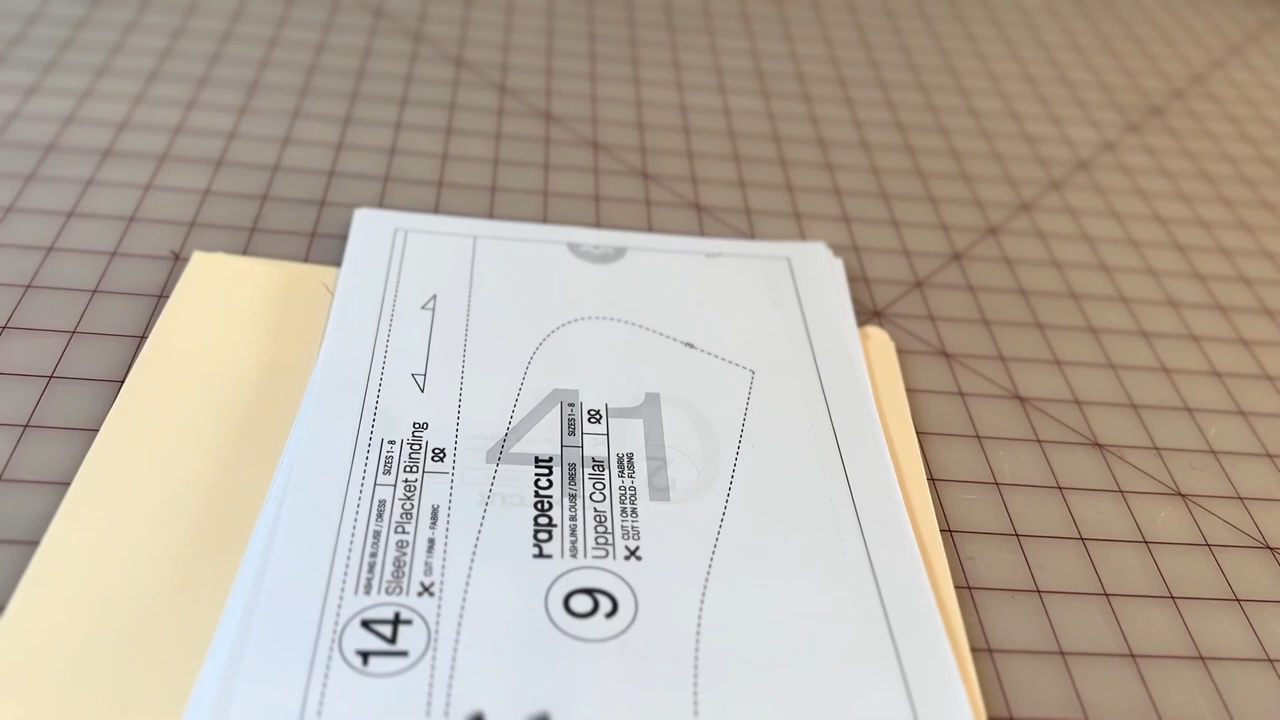 ASHLING BLOUSE / DRESS
SIZES 1 - 8
Sleeve Placket Binding
CUT 1 PAIR - FABRIC
14
Papercut
ASHLING BLOUSE / DRESS
SIZES 1 - 8
Upper Collar
CUT 1 ON FOLD - FABRIC
CUT 1 ON FOLD - FUSING
9